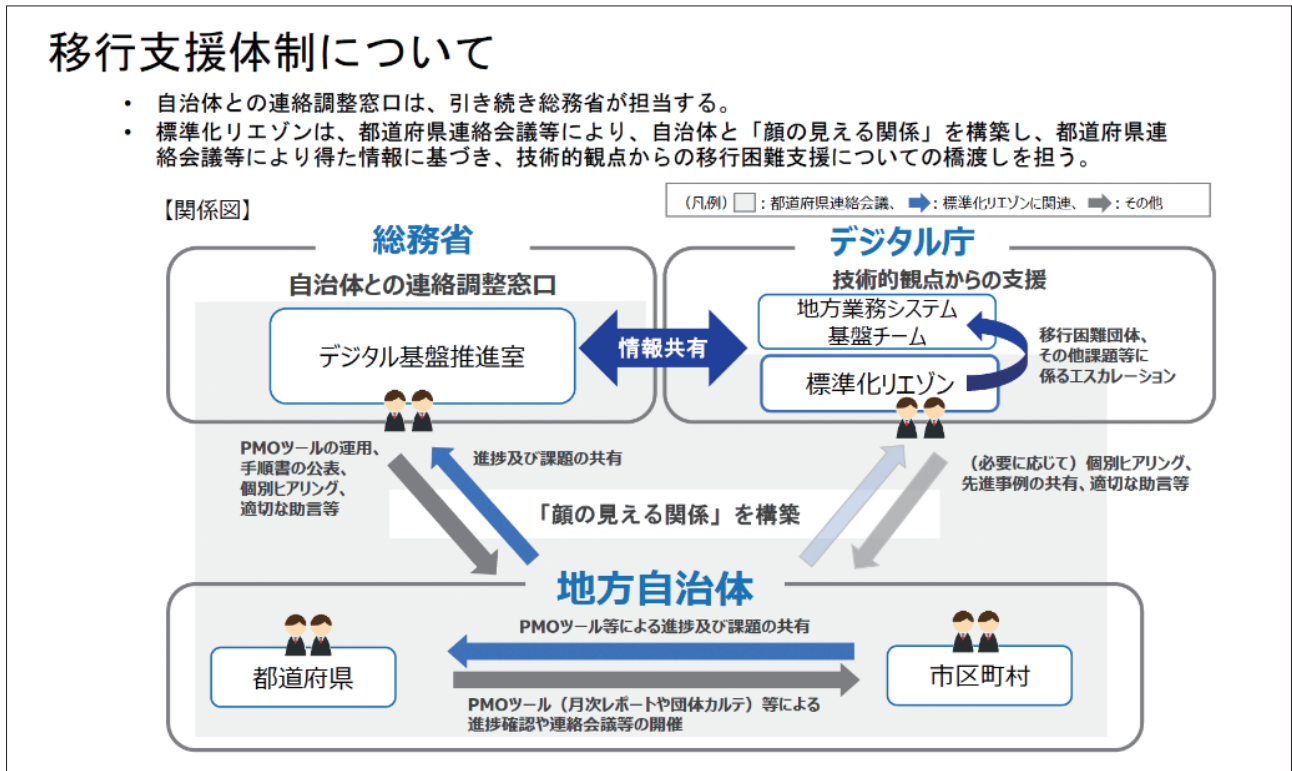 移行支援体制について
• 自治体との連絡調整窓口は、引き続き総務省が担当する。
• 標準化リエゾンは、都道府県連絡会議等により、自治体と「顔の見える関係」を構築し、都道府県連
絡会議等により得た情報に基づき、技術的観点からの移行困難支援についての橋渡しを担う。
【関係図】
（凡例）　：都道府県連絡会議、　：標準化リエゾンに関連、　：その他
総務省
自治体との連絡調整窓口
デジタル基盤推進室
情報共有
デジタル庁
技術的観点からの支援
地方業務システム
基盤チーム
標準化リエゾン
移行困難団体、
その他課題等に
係るエスカレーション
PMOツールの運用、
手順書の公表、
個別ヒアリング、
適切な助言等
進捗及び課題の共有
（必要に応じて）個別ヒアリング、
先進事例の共有、適切な助言等
「顔の見える関係」を構築
地方自治体
PMOツール等による進捗及び課題の共有
都道府県
市区町村
PMOツール（月次レポートや団体カルテ）等による
進捗確認や連絡会議等の開催